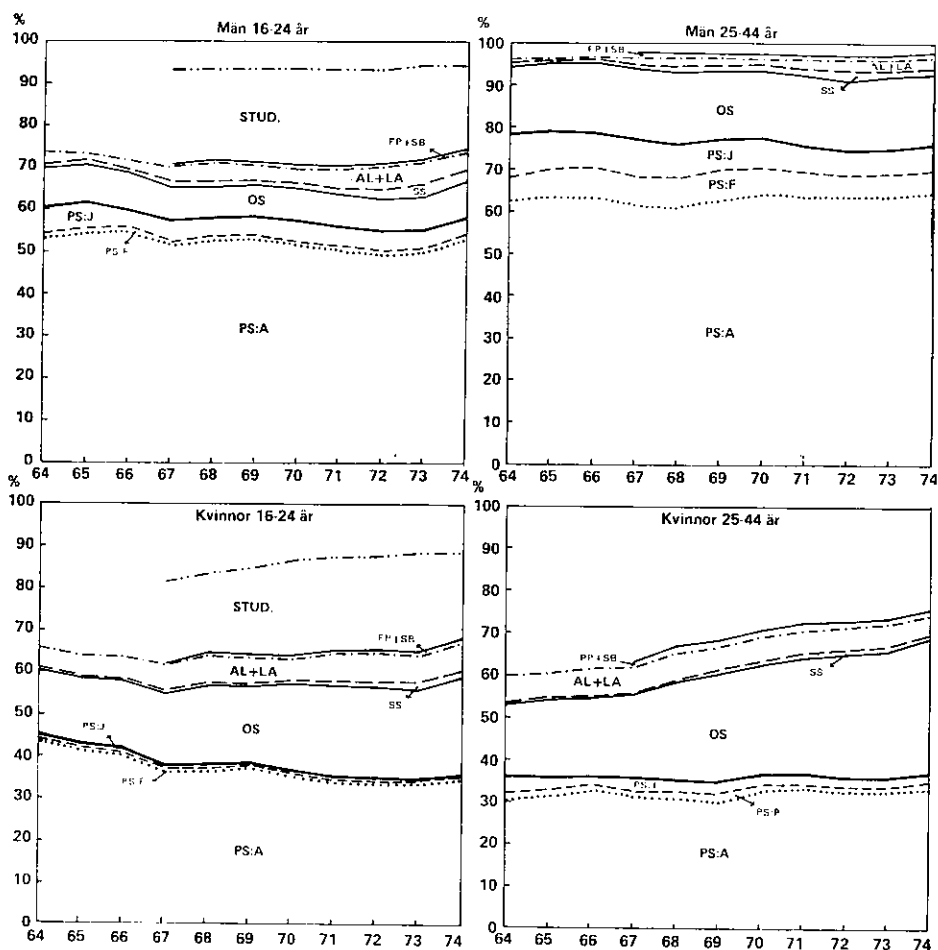 %
Män 16-24 år
100
90
80
70
60
50
40
30
20
10
0
STUD.
FP+SB
AL+LA
SS
OS
PS:J
PS:F
PS:A
64 65 66 67 68 69 70 71 72 73 74
%
Män 25-44 år
100
90
80
70
60
50
40
30
20
10
0
FP+SB
AL+LA
SS
OS
PS:J
PS:F
PS:A
64 65 66 67 68 69 70 71 72 73 74
%
Kvinnor 16-24 år
100
90
80
70
60
50
40
30
20
10
0
STUD.
FP+SB
AL+LA
SS
OS
PS:J
PS:F
PS:A
64 65 66 67 68 69 70 71 72 73 74
%
Kvinnor 25-44 år
100
90
80
70
60
50
40
30
20
10
0
FP+SB
AL+LA
SS
OS
PS:A
64 65 66 67 68 69 70 71 72 73 74